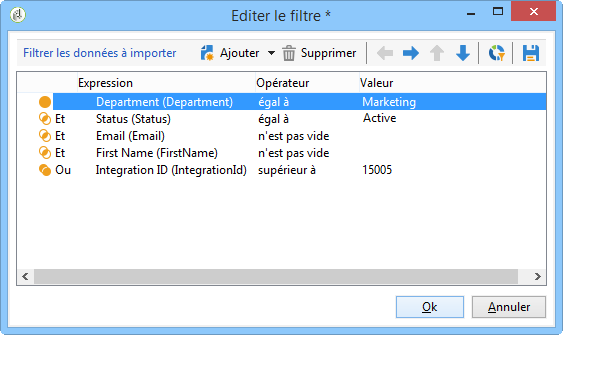 Editer le filtre *
Filtrer les données à importer Ajouter Supprimer
Expression Opérateur Valeur
Department (Department) égal à Marketing
Et Status (Status) égal à Active
Et Email (Email) n'est pas vide
Et First Name (FirstName) n'est pas vide
Ou Integration ID (IntegrationId) supérieur à 15005
Ok Annuler